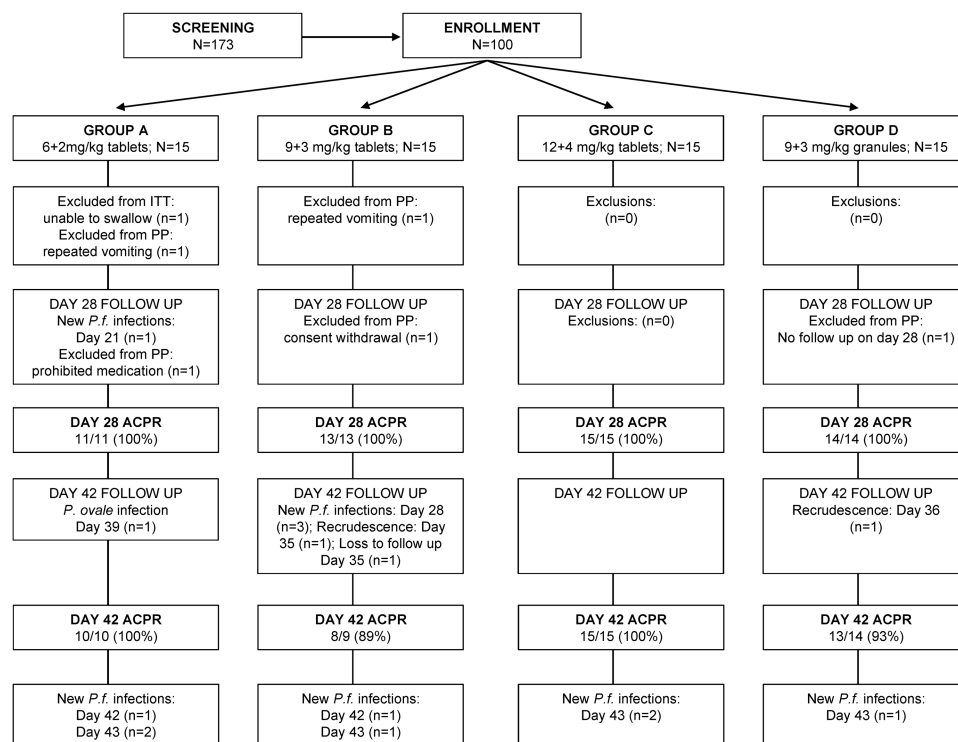 SCREENING
N=173
ENROLLMENT
N=100
GROUP A
6+2mg/kg tablets; N=15
GROUP B
9+3 mg/kg tablets; N=15
GROUP C
12+4 mg/kg tablets; N=15
GROUP D
9+3 mg/kg granules; N=15
Excluded from ITT:
unable to swallow (n=1)
Excluded from PP:
repeated vomiting (n=1)
Excluded from PP:
repeated vomiting (n=1)
Exclusions:
(n=0)
Exclusions:
(n=0)
DAY 28 FOLLOW UP
New P.f. infections:
Day 21 (n=1)
Excluded from PP:
prohibited medication (n=1)
DAY 28 FOLLOW UP
Excluded from PP:
consent withdrawal (n=1)
DAY 28 FOLLOW UP
Exclusions: (n=0)
DAY 28 FOLLOW UP
Excluded from PP:
No follow up on day 28 (n=1)
DAY 28 ACPR
11/11 (100%)
DAY 28 ACPR
13/13 (100%)
DAY 28 ACPR
15/15 (100%)
DAY 28 ACPR
14/14 (100%)
DAY 42 FOLLOW UP
P. ovale infection
Day 39 (n=1)
DAY 42 FOLLOW UP
New P.f. infections: Day 28
(n=3); Recrudescence: Day
35 (n=1); Loss to follow up
Day 35 (n=1)
DAY 42 FOLLOW UP
DAY 42 FOLLOW UP
Recrudescence: Day 36
(n=1)
DAY 42 ACPR
10/10 (100%)
DAY 42 ACPR
8/9 (89%)
DAY 42 ACPR
15/15 (100%)
DAY 42 ACPR
13/14 (93%)
New P.f. infections:
Day 42 (n=1)
Day 43 (n=2)
New P.f. infections:
Day 42 (n=1)
Day 43 (n=1)
New P.f. infections:
Day 43 (n=2)
New P.f. infections:
Day 43 (n=1)